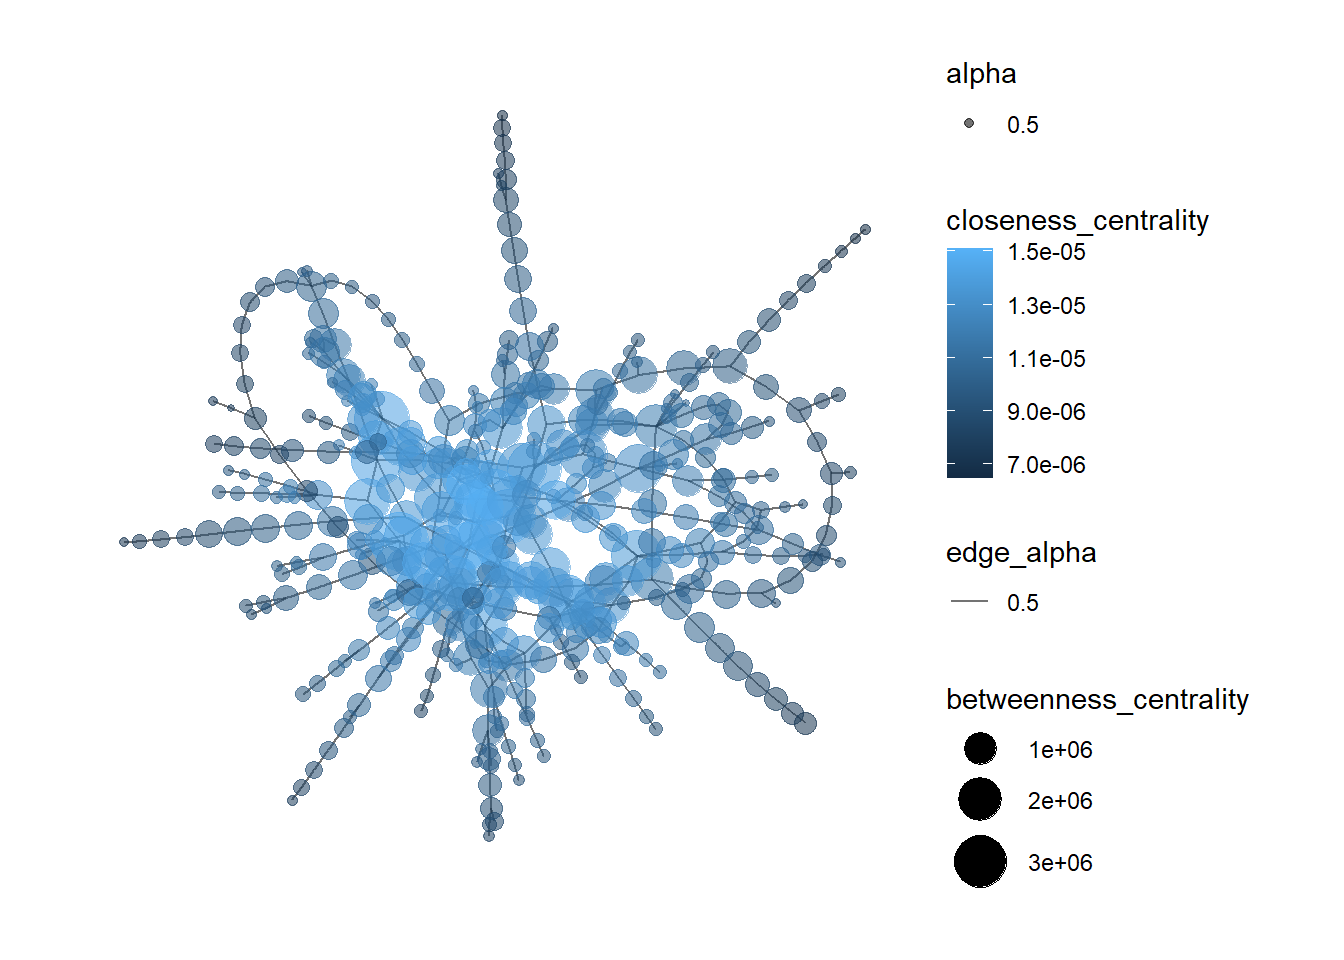 alpha
0.5
closeness_centrality
1.5e-05
1.3e-05
1.1e-05
9.0e-06
7.0e-06
edge_alpha
0.5
betweenness_centrality
1e+06
2e+06
3e+06